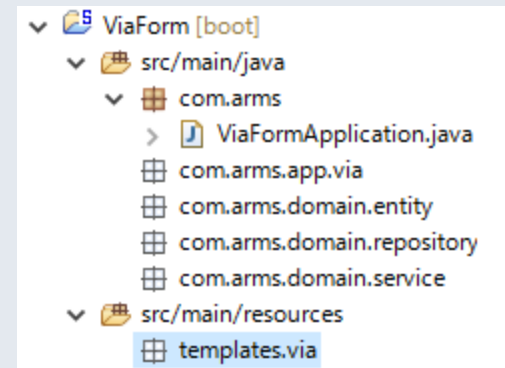 ViaForm [boot]
src/main/java
com.arms
ViaFormApplication.java
com.arms.app.via
com.arms.domain.entity
com.arms.domain.repository
com.arms.domain.service
src/main/resources
templates.via